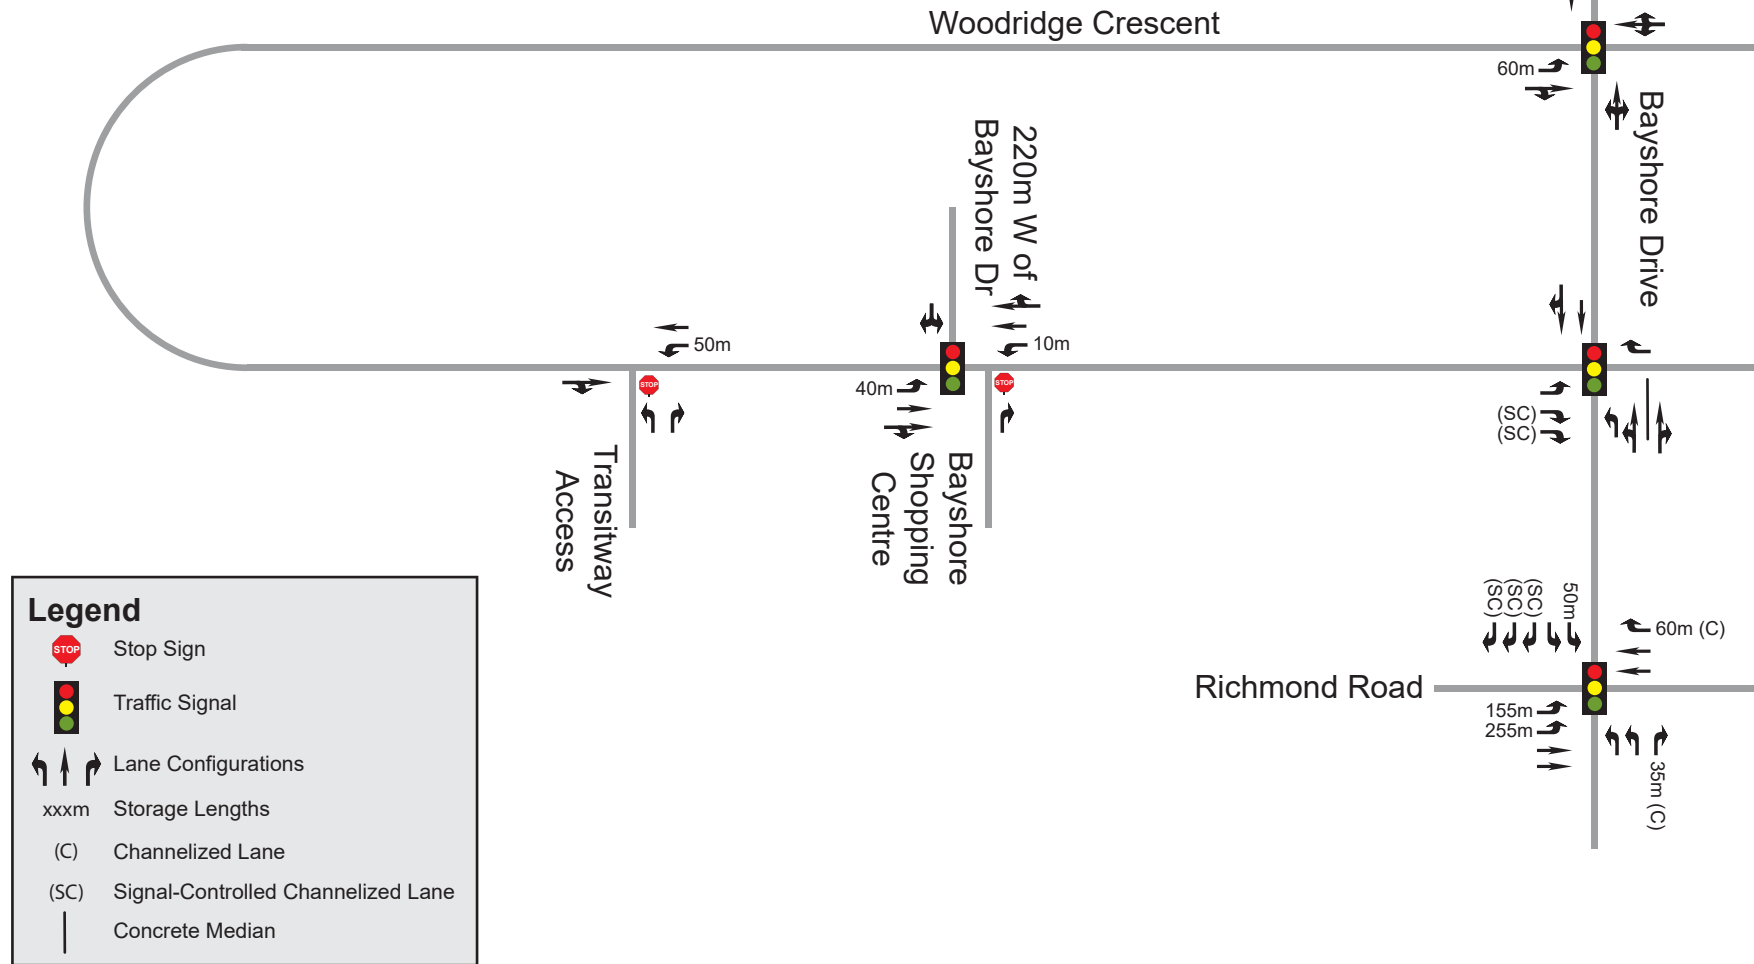 Woodridge Crescent
60m
Bayshore Drive
220m W of
Bayshore Dr
50m
10m
STOP
STOP
40m
(SC)
(SC)
Transitway
Access
Bayshore
Shopping
Centre
(SC)
(SC)
(SC)
50m
60m (C)
Richmond Road
155m
255m
35m (C)
Legend
STOP
Stop Sign
Traffic Signal
Lane Configurations
xxxm
Storage Lengths
(C)
Channelized Lane
(SC)
Signal-Controlled Channelized Lane
Concrete Median